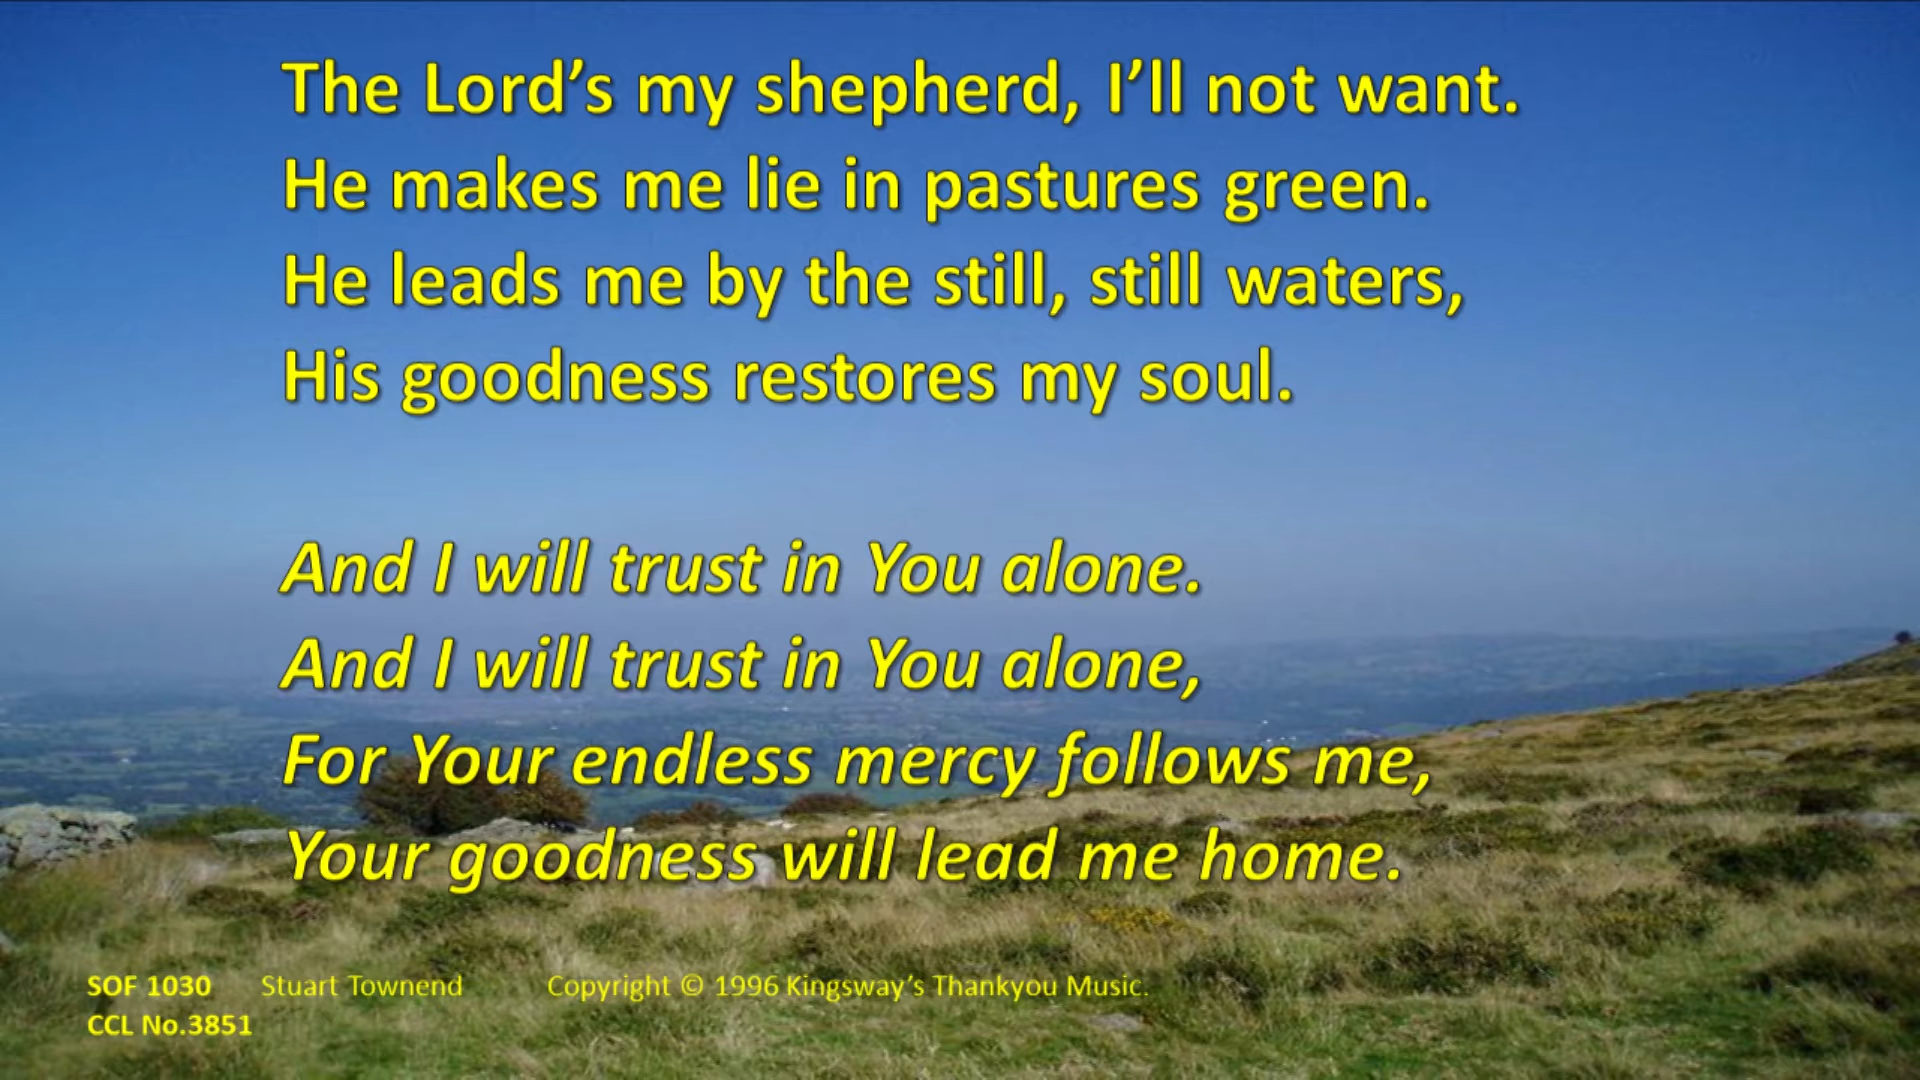 The Lord’s my shepherd, I’ll not want.
He makes me lie in pastures green.
He leads me by the still, still waters,
His goodness restores my soul.
And I will trust in You alone.
And I will trust in You alone,
For Your endless mercy follows me,
Your goodness will lead me home.
SOF 1030 Stuart Townend Copyright © 1996 Kingsway’s Thankyou Music.
CCL No.3851